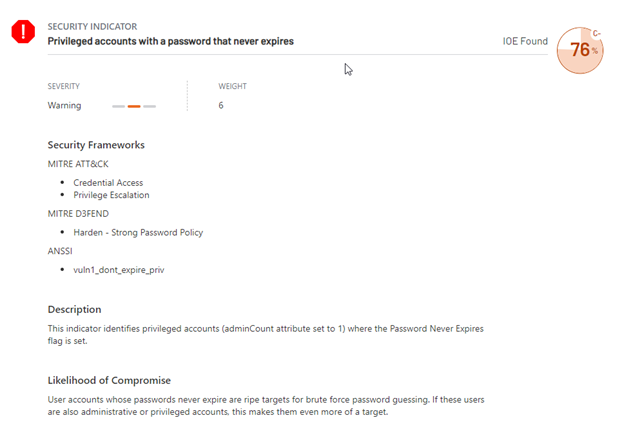 SECURITY INDICATOR
Privileged accounts with a password that never expires
IOE Found
C-
76%
SEVERITY
WEIGHT
Warning
6
Security Frameworks
MITRE ATT&CK
• Credential Access
• Privilege Escalation
MITRE D3FEND
• Harden - Strong Password Policy
ANSSI
• vuln1_dont_expire_priv
Description
This indicator identifies privileged accounts (adminCount attribute set to 1) where the Password Never Expires
flag is set.
Likelihood of Compromise
User accounts whose passwords never expire are ripe targets for brute force password guessing. If these users
are also administrative or privileged accounts, this makes them even more of a target.